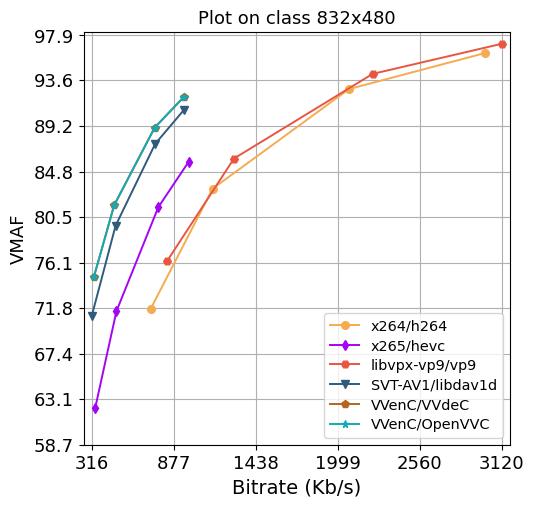 Plot on class 832x480
97.9
93.6
89.2
84.8
80.5
76.1
71.8
67.4
63.1
58.7
VMAF
x264/h264
x265/hevc
libvpx-vp9/vp9
SVT-AV1/libdav1d
VVenC/VVdeC
VVenC/OpenVVC
316 877 1438 1999 2560 3120
Bitrate (Kb/s)